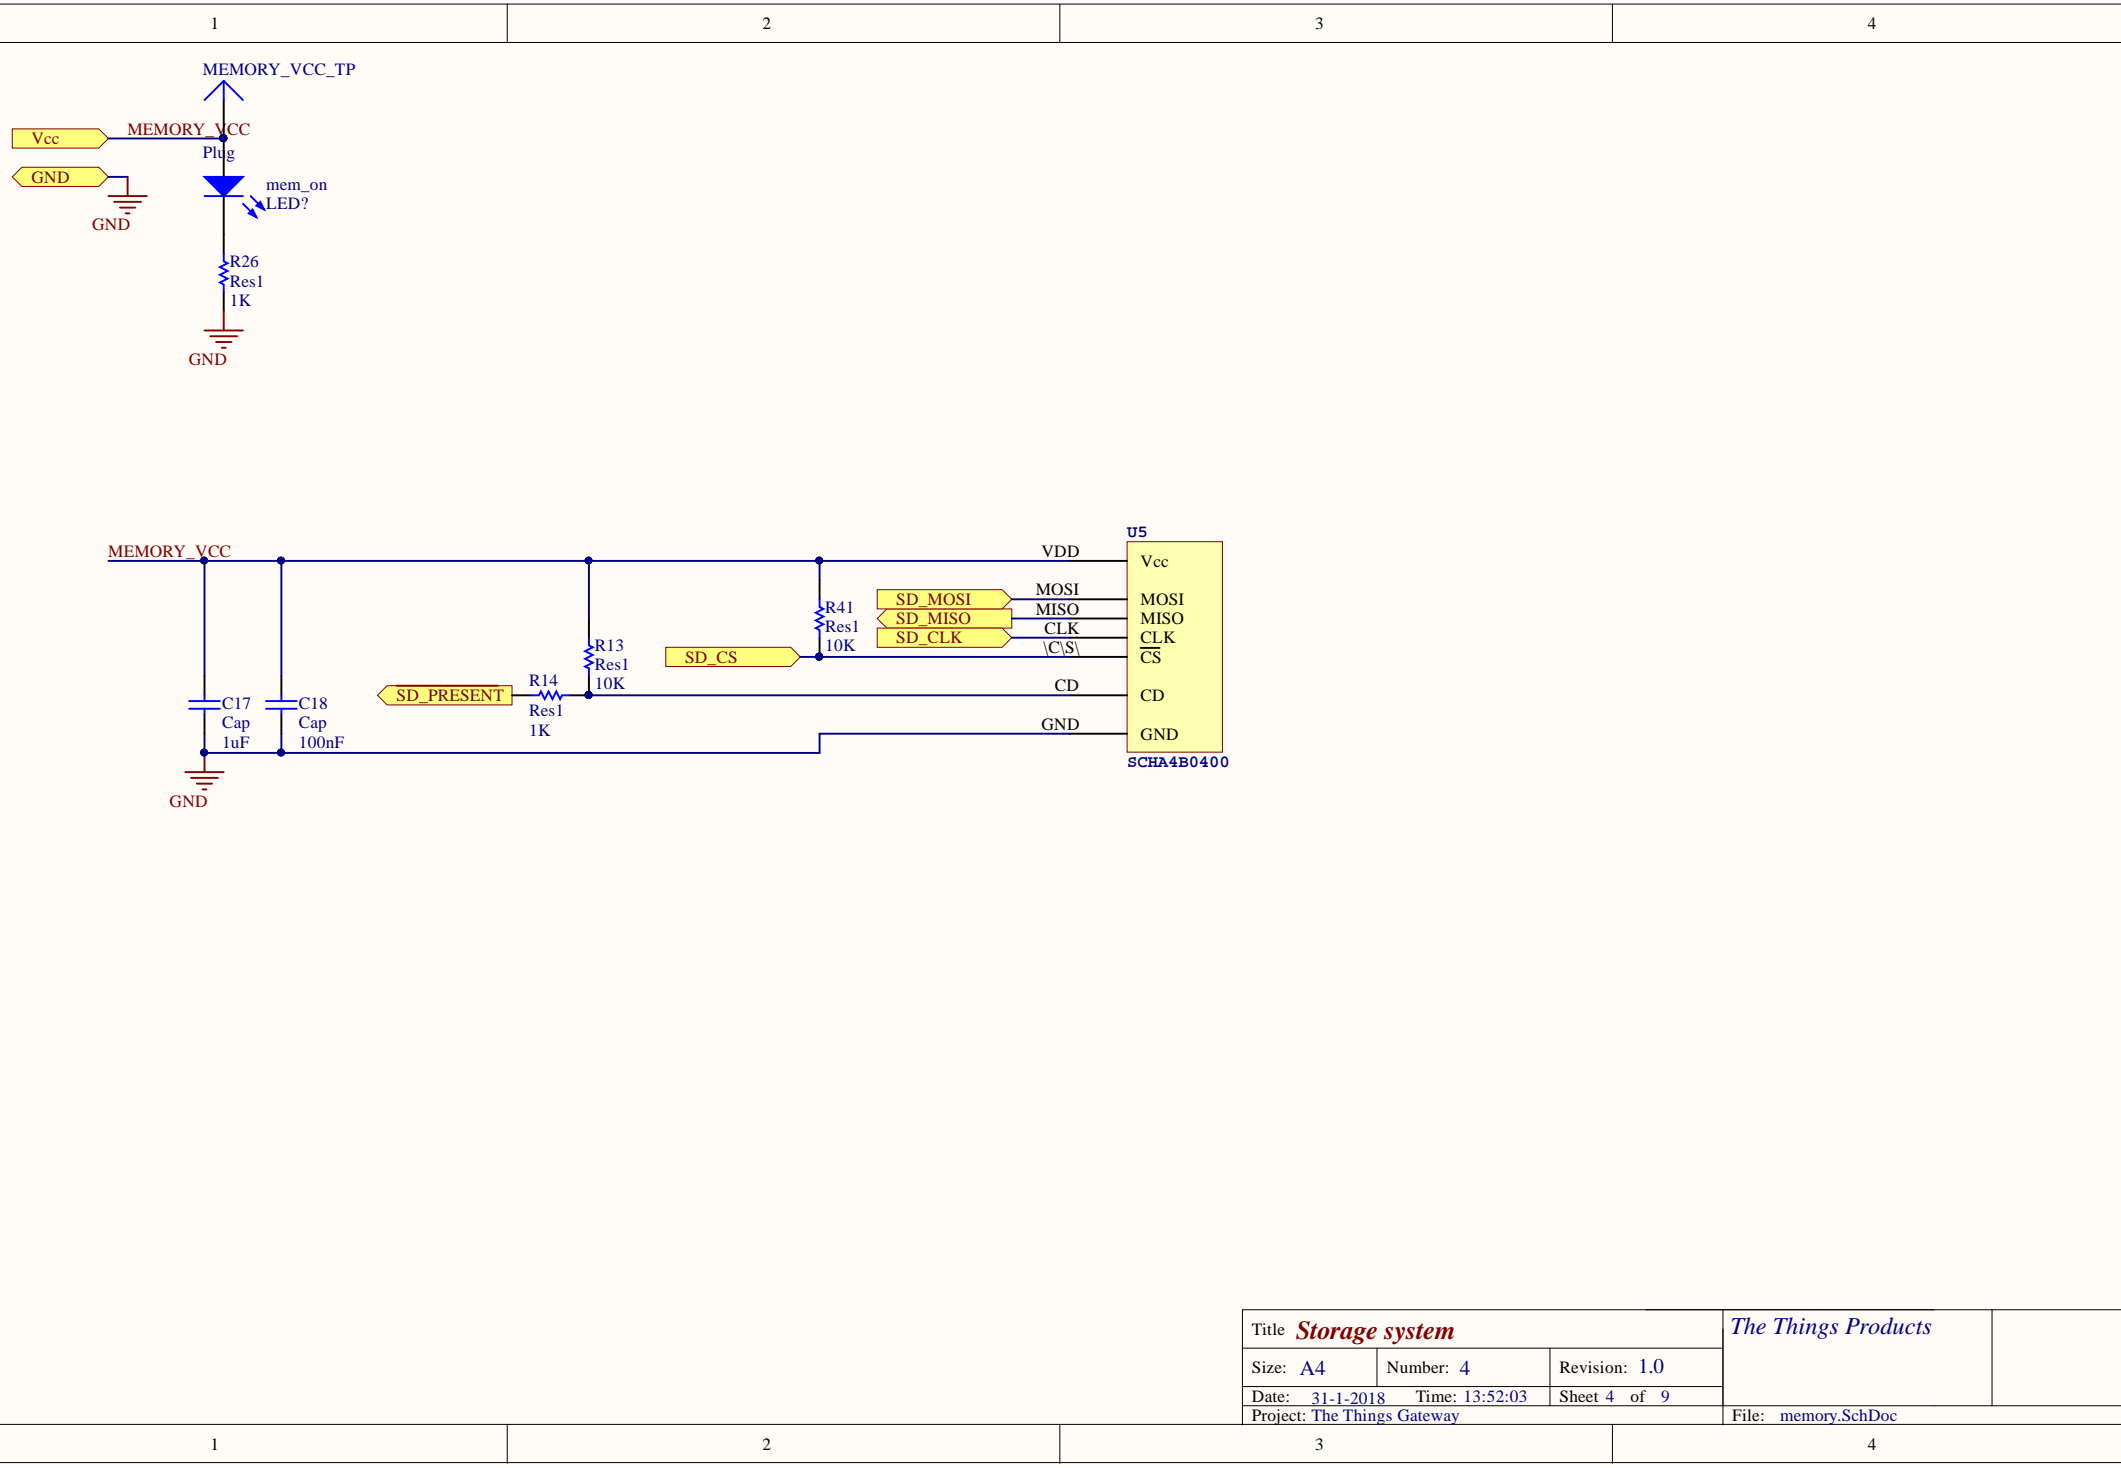 1 2 3 4
MEMORY_VCC_TP
MEMORY_VCC
Vcc
Plug
GND
mem_on
LED?
GND
R26
Res1
1K
GND
U5
MEMORY_VCC
VDD
Vcc
MOSI
SD_MOSI
MOSI
R41
MISO
SD_MISO
MISO
Res1
CLK
SD_CLK
CLK
10K
\C\S\
SD_CS
CS
R13
Res1
10K
R14
CD
SD_PRESENT
CD
Res1
1K
C17
Cap
1uF
C18
Cap
100nF
GND
GND
SCHA4B0400
GND
Title Storage system
The Things Products
Size: A4 Number: 4 Revision: 1.0
Date: 31-1-2018 Time: 13:52:03 Sheet 4 of 9
Project: The Things Gateway File: memory.SchDoc
1 2 3 4